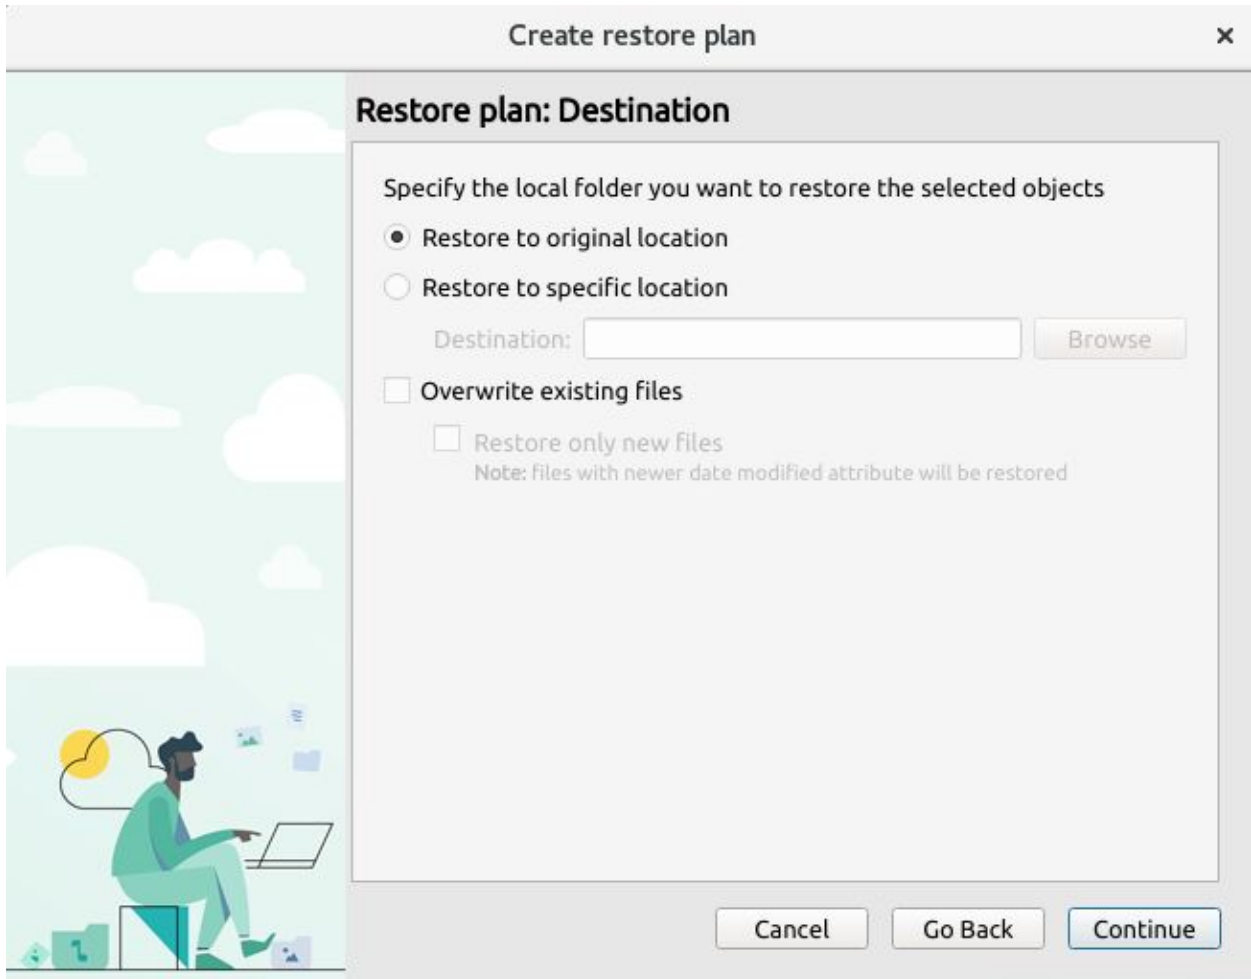 Create restore plan
Restore plan: Destination
Specify the local folder you want to restore the selected objects
Restore to original location
Restore to specific location
Destination:
Browse
Overwrite existing files
Restore only new files
Note: files with newer date modified attribute will be restored
Cancel
Go Back
Continue